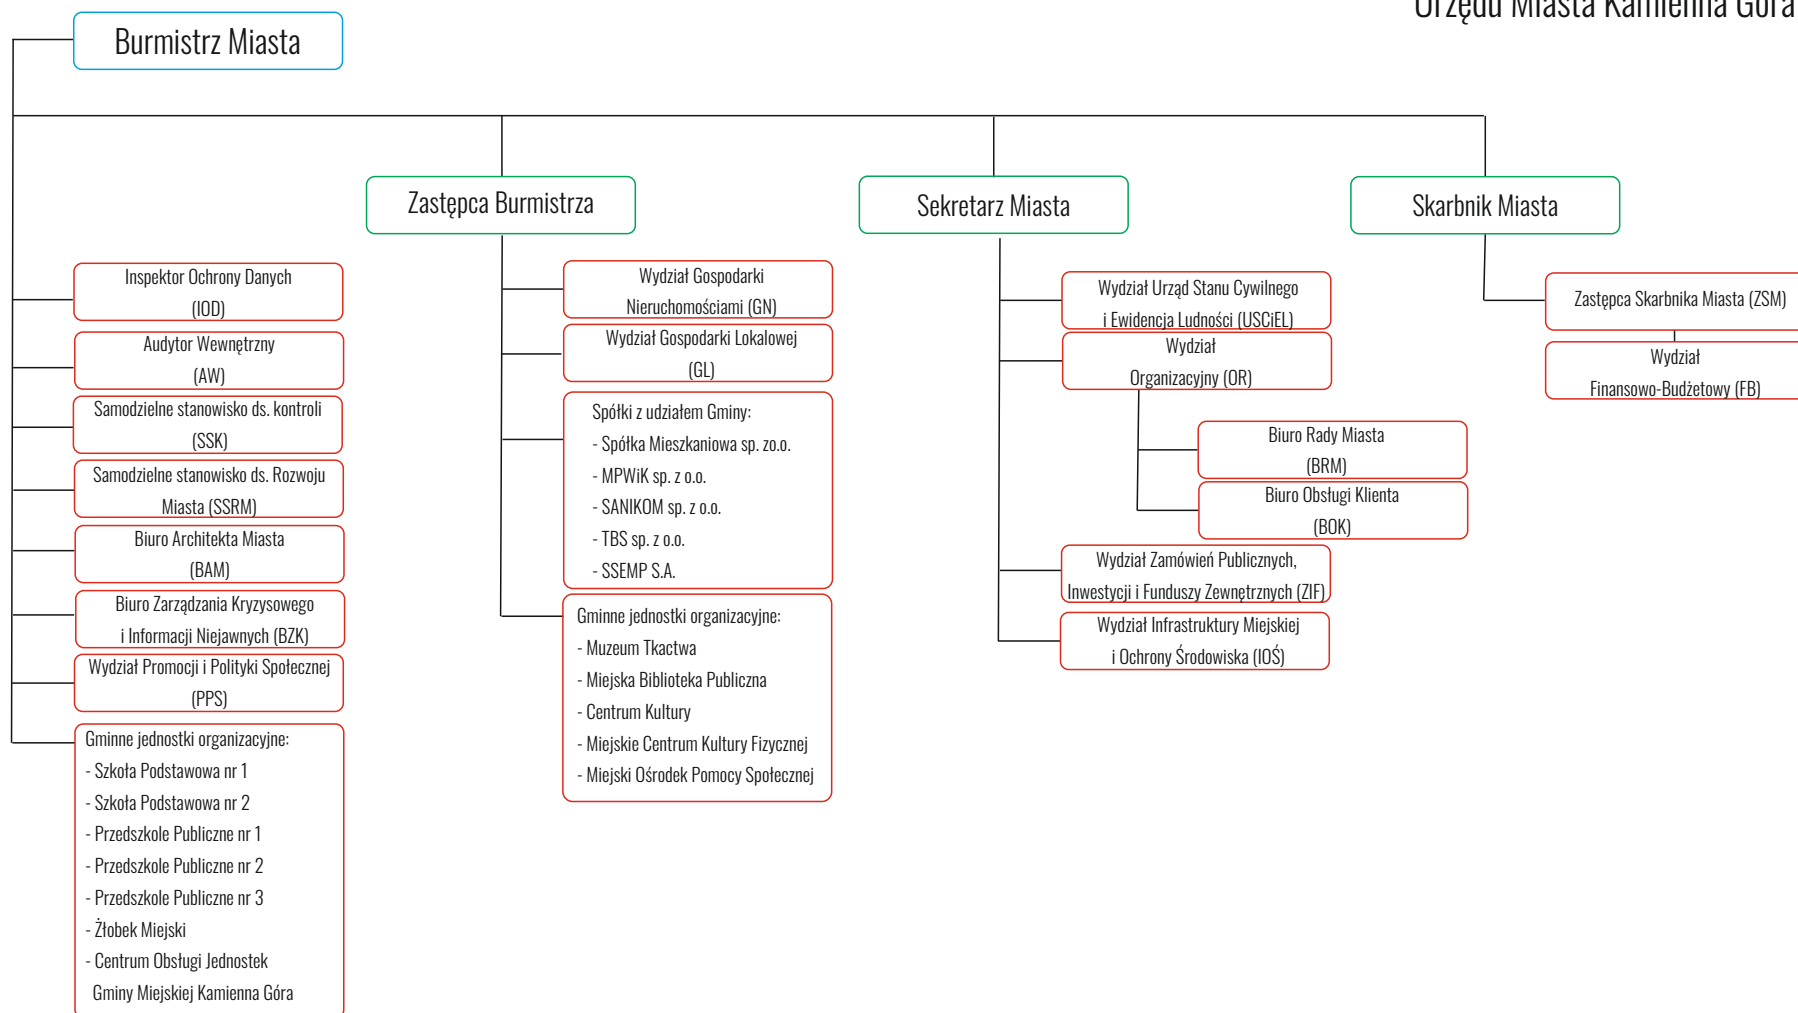 Urzędu Miasta Kamienna Góra
Burmistrz Miasta
Zastępca Burmistrza
Sekretarz Miasta
Skarbnik Miasta
Inspektor Ochrony Danych
(IOD)
Audytor Wewnętrzny
(AW)
Samodzielne stanowisko ds. kontroli
(SSK)
Samodzielne stanowisko ds. Rozwoju
Miasta (SSRM)
Biuro Architekta Miasta
(BAM)
Biuro Zarządzania Kryzysowego
i Informacji Niejawnych (BZK)
Wydział Promocji i Polityki Społecznej
(PPS)
Gminne jednostki organizacyjne:
- Szkoła Podstawowa nr 1
- Szkoła Podstawowa nr 2
- Przedszkole Publiczne nr 1
- Przedszkole Publiczne nr 2
- Przedszkole Publiczne nr 3
- Żłobek Miejski
- Centrum Obsługi Jednostek
Gminy Miejskiej Kamienna Góra
Wydział Gospodarki
Nieruchomościami (GN)
Wydział Gospodarki Lokalowej
(GL)
Spółki z udziałem Gminy:
- Spółka Mieszkaniowa sp. zo.o.
- MPWiK sp. z o.o.
- SANIKOM sp. z o.o.
- TBS sp. z o.o.
- SSEMP S.A.
Gminne jednostki organizacyjne:
- Muzeum Tkactwa
- Miejska Biblioteka Publiczna
- Centrum Kultury
- Miejskie Centrum Kultury Fizycznej
- Miejski Ośrodek Pomocy Społecznej
Wydział Urząd Stanu Cywilnego
i Ewidencja Ludności (USCiEL)
Wydział
Organizacyjny (OR)
Biuro Rady Miasta
(BRM)
Biuro Obsługi Klienta
(BOK)
Wydział Zamówień Publicznych,
Inwestycji i Funduszy Zewnętrznych (ZIF)
Wydział Infrastruktury Miejskiej
i Ochrony Środowiska (IOŚ)
Zastępca Skarbnika Miasta (ZSM)
Wydział
Finansowo-Budżetowy (FB)